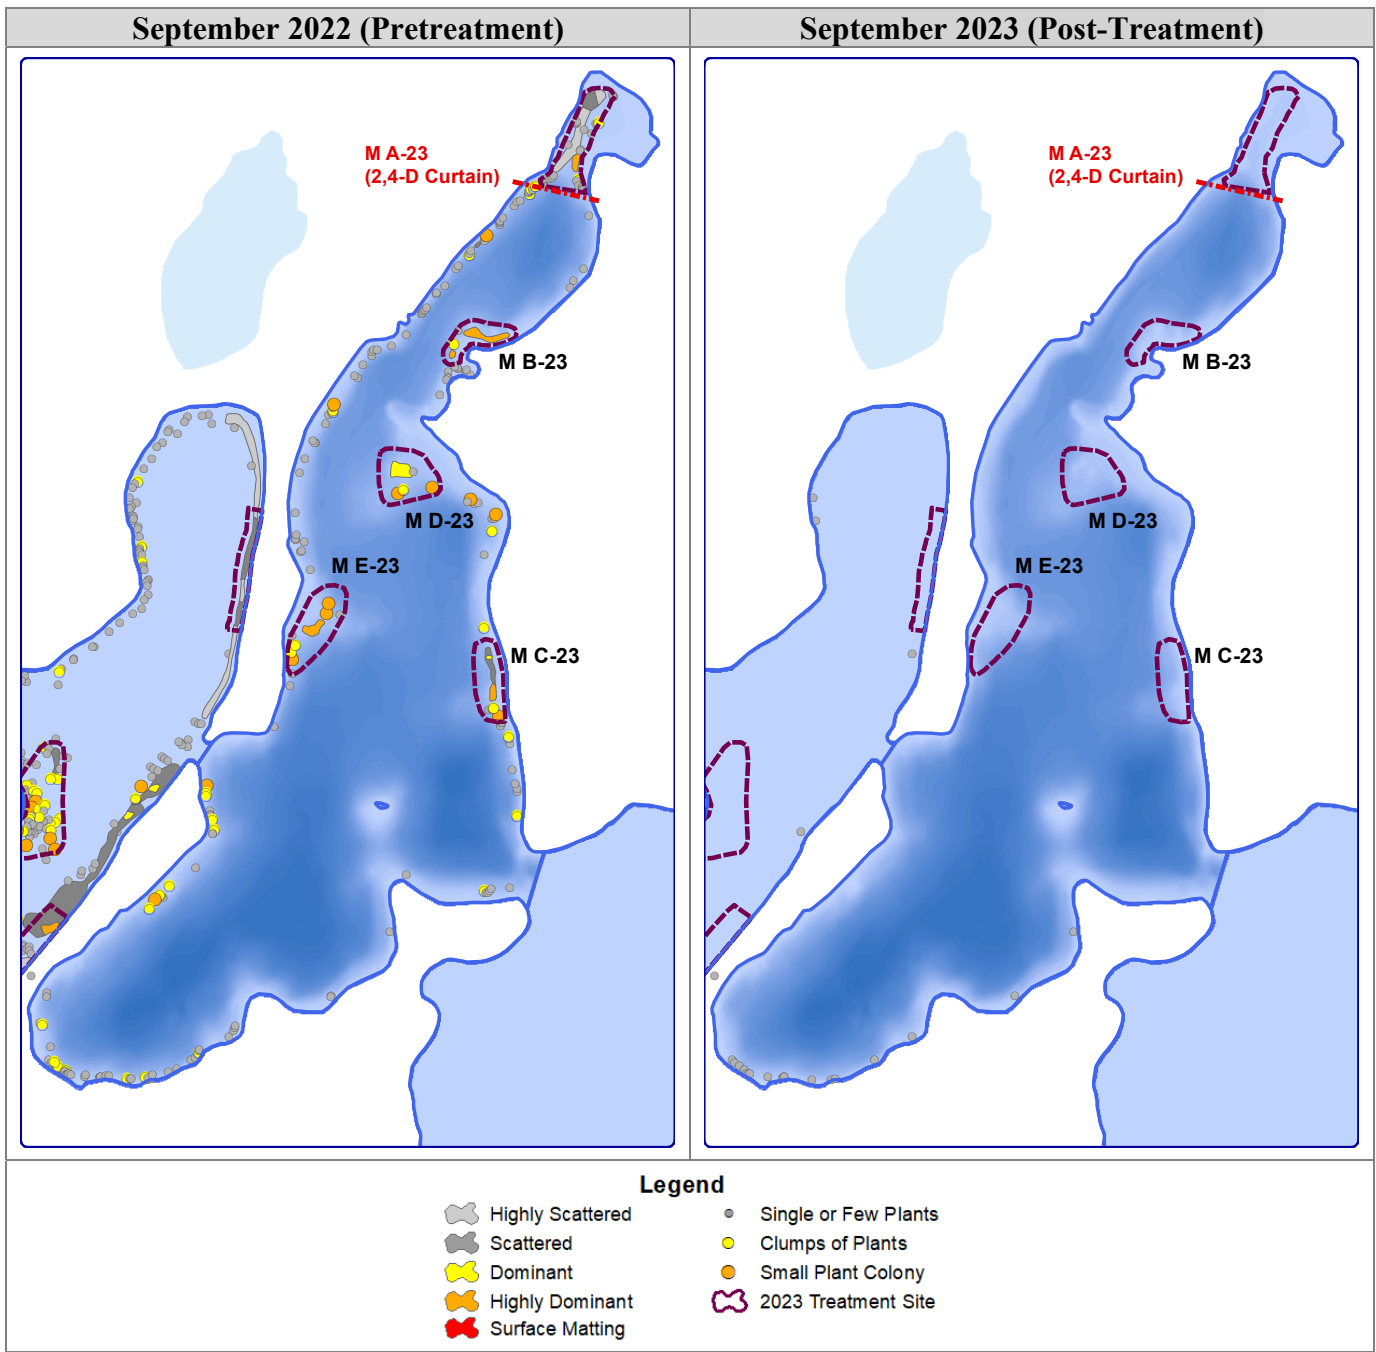 September 2022 (Pretreatment)
September 2023 (Post-Treatment)
M A-23
(2,4-D Curtain)
M B-23
M D-23
M E-23
M C-23
M A-23
(2,4-D Curtain)
M B-23
M D-23
M E-23
M C-23
Legend
Highly Scattered
Scattered
Dominant
Highly Dominant
Surface Matting
Single or Few Plants
Clumps of Plants
Small Plant Colony
2023 Treatment Site